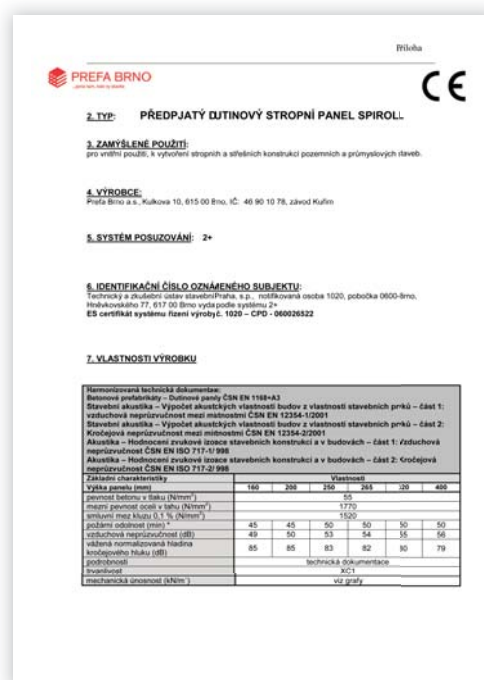 Příloha
PREFA BRNO
CE
2. TYP: PŘEDPJATÝ DUTINOVÝ STROPNÍ PANEL SPIROLL
3. ZAMÝŠLENÉ POUŽITÍ:
pro vnitřní použití, k vytvoření stropních a střešních konstrukcí pozemních a průmyslových staveb.
4. VÝROBCE:
Prefa Brno a.s., Kulkova 10, 615 00 Brno, IČ: 46 90 10 78, závod Kuřim
5. SYSTÉM POSUZOVÁNÍ: 2+
6. IDENTIFIKAČNÍ ČÍSLO OZNÁMENÉHO SUBJEKTU:
Technický a zkušební ústav stavební Praha, s.p., notifikovaná osoba 1020, pobočka 0600-Brno,
Hněvkovského 77, 617 00 Brno vydal podle systému 2+
ES certifikát systému řízení výroby č. 1020 – CPD - 060026522
7. VLASTNOSTI VÝROBKU
Harmonizovaná technická dokumentace:
Betonové prefabrikáty – Dutinové panely ČSN EN 1168+A3
Stavební akustika – Výpočet akustických vlastností budov z vlastností stavebních prvků – část 1:
vzduchová neprůzvučnost mezi místnostmi ČSN EN 12354-1/2001
Stavební akustika – Výpočet akustických vlastností budov z vlastností stavebních prvků – část 2:
Kročejová neprůzvučnost mezi místnostmi ČSN EN 12354-2/2001
Akustika – Hodnocení zvukové izolace stavebních konstrukcí a v budovách – část 1: Vzduchová
neprůzvučnost EN ISO 717-1/ 998
Akustika – Hodnocení zvukové izolace stavebních konstrukcí a v budovách – část 2: Kročejová
neprůzvučnost EN ISO 717-2/ 998
Základní charakteristiky Vlastnosti
Výška panelu (mm) 160 200 250 265 320 400
pevnost betonu v tlaku (N/mm²) 55
mezní pevnost oceli v tahu (N/mm²) 1770
smluvní mez kluzu 0,1 % (N/mm²) 1520
požární odolnost (min) * 45 45 50 50 50 50
vzduchová neprůzvučnost (dB) 49 50 53 54 55 56
vážená normalizovaná hladina
kročejového hluku (dB) 85 85 83 82 80 79
podrobnosti technická dokumentace
trvanlivost XC1
mechanická únosnost (kN/m²) viz grafy